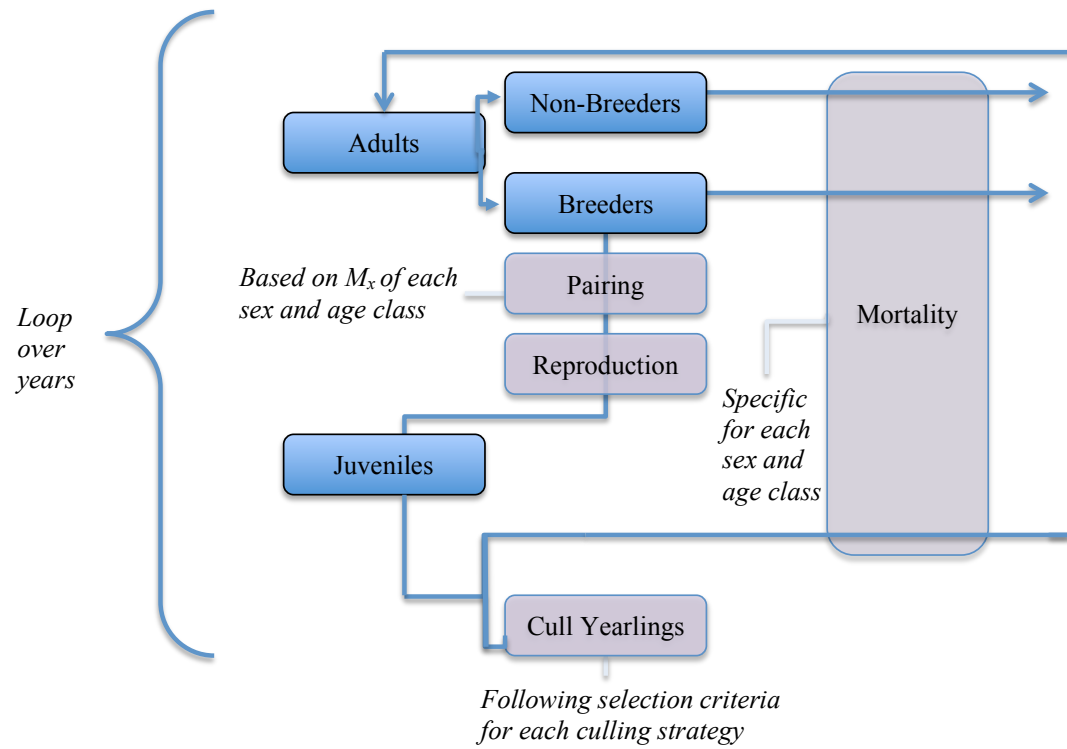 Non-Breeders
Adults
Breeders
Based on Mx of each
sex and age class
Pairing
Mortality
Loop
over
years
Reproduction
Specific
for each
sex and
age class
Juveniles
Cull Yearlings
Following selection criteria
for each culling strategy